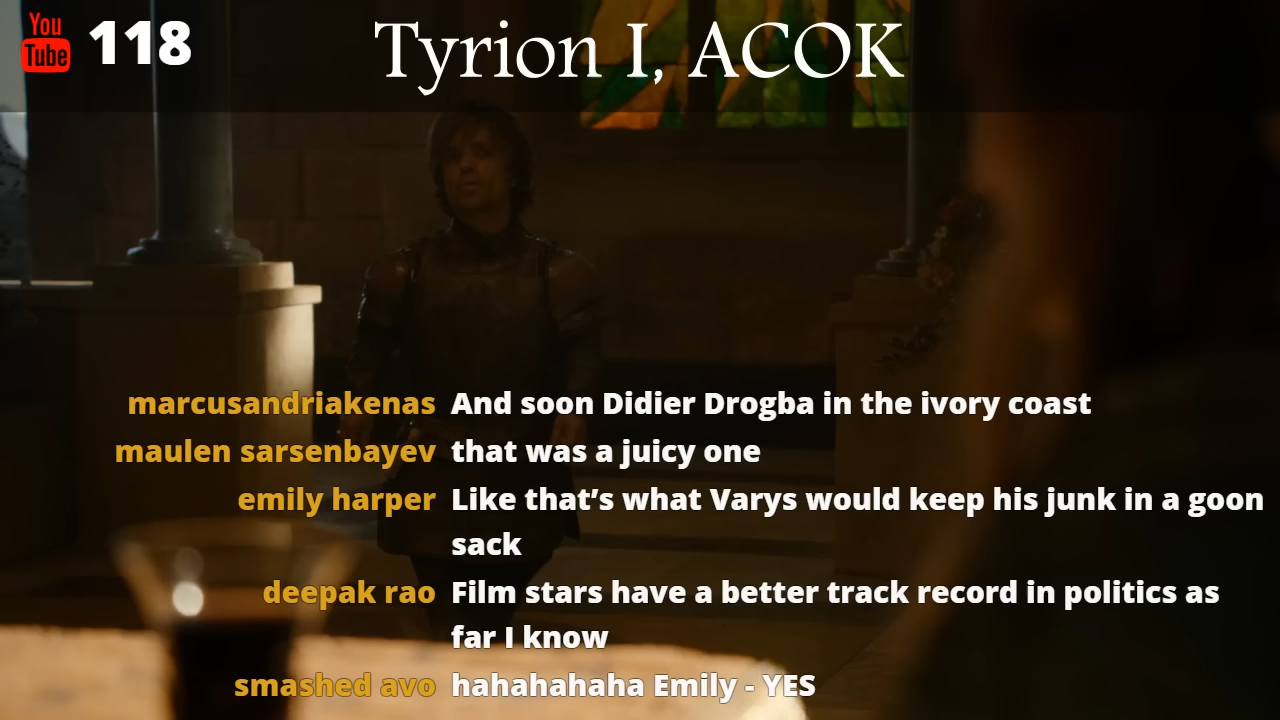 You
Tube
118
Tyrion I, ACOK
marcusandriakenas And soon Didier Drogba in the ivory coast
maulen sarsenbayev that was a juicy one
emily harper Like that’s what Varys would keep his junk in a goon
sack
deepak rao Film stars have a better track record in politics as
far I know
smashed avo hahahahaha Emily - YES